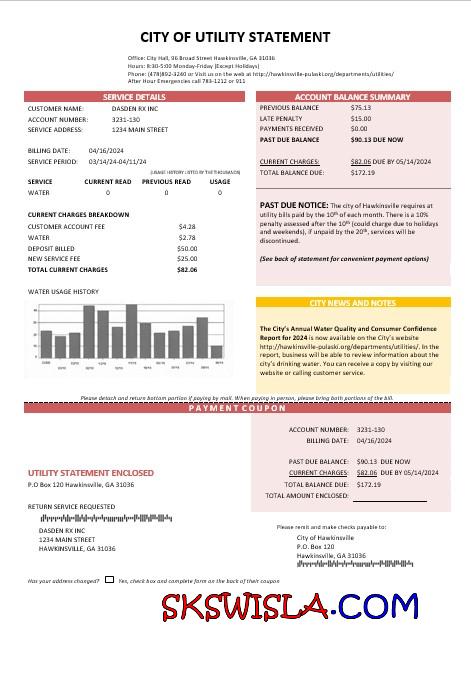 CITY OF UTILITY STATEMENT
Office: City Hall, 96 Broad Street Hawkinsville, GA 31036
Hours: 8:30-5:00 Monday-Friday (Except Holidays)
Phone: (478)892-3240 or Visit us on the web at http://hawkinsville-pulaski.org/departments/utilities/
After Hour Emergencies call 783-1212 or 911
SERVICE DETAILS
CUSTOMER NAME: DASDEN RX INC
ACCOUNT NUMBER: 3231-130
SERVICE ADDRESS: 1234 MAIN STREET
BILLING DATE: 04/16/2024
SERVICE PERIOD: 03/14/24-04/11/24
(USAGE HISTORY LISTED BY THE THOUSANDS)
SERVICE CURRENT READ PREVIOUS READ USAGE
WATER 0 0 0
CURRENT CHARGES BREAKDOWN
CUSTOMER ACCOUNT FEE $4.28
WATER $2.78
DEPOSIT BILLED $50.00
NEW SERVICE FEE $25.00
TOTAL CURRENT CHARGES $82.06
WATER USAGE HISTORY
40
30
20
10
0
ACCOUNT BALANCE SUMMARY
PREVIOUS BALANCE $75.13
LATE PENALTY $15.00
PAYMENTS RECEIVED $0.00
PAST DUE BALANCE $90.13 DUE NOW
CURRENT CHARGES: $82.06 DUE BY 05/14/2024
TOTAL BALANCE DUE: $172.19
PAST DUE NOTICE: The city of Hawkinsville requires at
utility bills paid by the 10th of each month. There is a 10%
penalty assessed after the 10th (could charge due to holidays
and weekends), if unpaid by the 20th, services will be
discontinued.
(See back of statement for convenient payment options)
CITY NEWS AND NOTES
The City's Annual Water Quality and Consumer Confidence
Report for 2024 is now available on the City's website
http://hawkinsville-pulaski.org/departments/utilities/. In the
report, business will be able to review information about the
city's drinking water. You can receive a copy by visiting our
website or calling customer service.
Please detach and return bottom portion if paying by mail. When paying in person, please bring both portions of the bill.
PAYMENT COUPON
ACCOUNT NUMBER: 3231-130
BILLING DATE: 04/16/2024
PAST DUE BALANCE: $90.13 DUE NOW
CURRENT CHARGES: $82.06 DUE BY 05/14/2024
TOTAL BALANCE DUE: $172.19
TOTAL AMOUNT ENCLOSED:
UTILITY STATEMENT ENCLOSED
P.O Box 120 Hawkinsville, GA 31036
RETURN SERVICE REQUESTED
DASDEN RX INC
1234 MAIN STREET
HAWKINSVILLE, GA 31036
Please remit and make checks payable to:
City of Hawkinsville
P.O. Box 120
Hawkinsville, GA 31036
Has your address changed? Yes, check box and complete form on the back of their coupon
SKSWISLA.COM